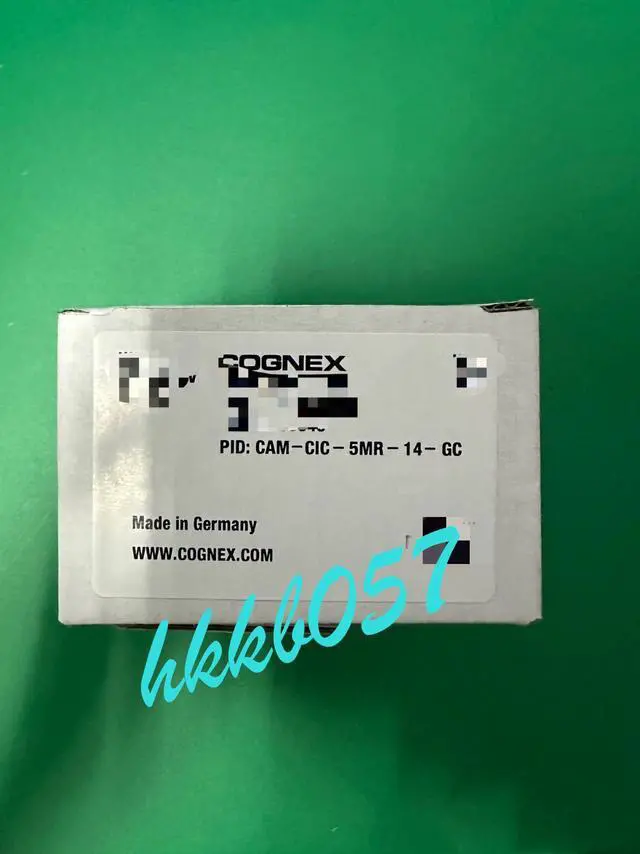 COGNEX
PID: CAM-CIC-5MR-14-GC
Made in Germany
WWW.COGNEX.COM
hkkb057